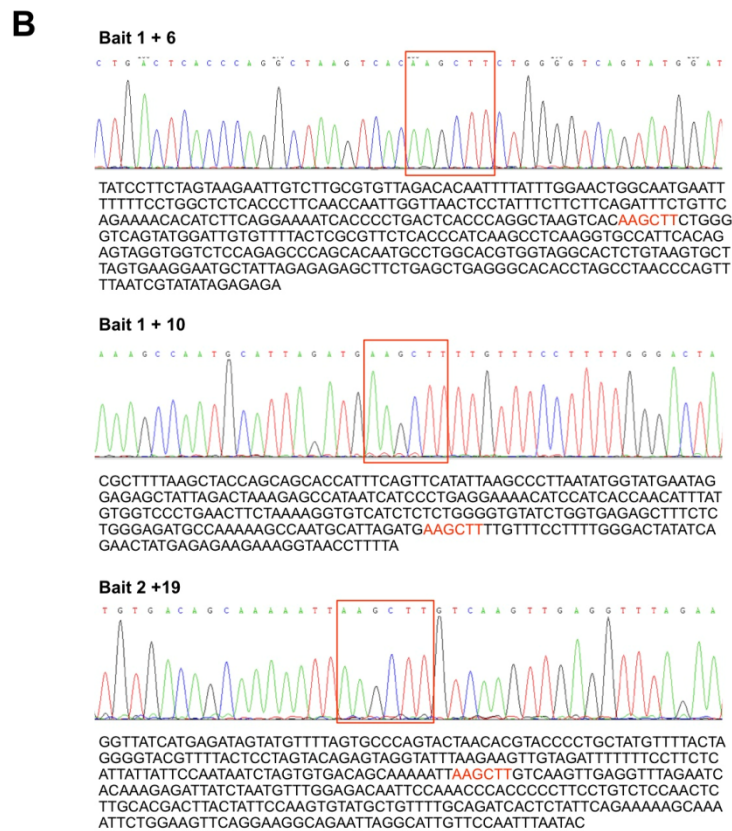 B
Bait 1 + 6
C T G A C T C A C C C A G G C T A A G T C A C A A G C T T C T G G G G T C A G T A T G G A T
TATCCTTCTAGTAAGAATTGTCTTGCGTGTTAGACACAATTTTATTTGGAACTGGCAATGAATT
TTTTTCCTGGCTCTCACCCTTCAACCAATTGGTTAACTCCTATTTCTTCTTCAGATTTCTGTTC
AGAAAACACATCTTCAGGAAAATCACCCCTGACTCACCCAGGCTAAGTCACAAGCTTCTGGG
GTCAGTATGGATTGTGTTTTACTCGCGTTCTCACCCATCAAGCCTCAAGGTGCCATTCACAG
AGTAGGTGGTCTCCAGAGCCCAGCACAATGCCTGGCACGTGGTAGGCACTCTGTAAGTGCT
TAGTGAAGGAATGCTATTAGAGAGAGCTTCTGAGCTGAGGGCACACCTAGCCTAACCCAGTT
TTAATCGTATATAGAGAGA
Bait 1 + 10
A A A G C C A A T G C A T T A G A T G A A G C T T T T G T T T C C T T T T G G G A C T A
CGCTTTTAAGCTACCAGCAGCACCATTTCAGTTCATATTAAGCCCTTAATATGGTATGAATAG
GAGAGCTATTAGACTAAAGAGCCATAATCATCCCTGAGGAAAACATCCATCACCAACATTTAT
GTGGTCCCTGAACTTCTAAAAGGTGTCATCTCTCTGGGGTGTATCTGGTGAGAGCTTTCTC
TGGGAGATGCCAAAAAGCCAATGCATTAGATGAAGCTTTTGTTTCCTTTTGGGACTATATCA
GAACTATGAGAGAAGAAAGGTAACCTTTTA
Bait 2 +19
T G T G A C A G C A A A A A T T A A G C T T G T C A A G T T G A G G T T T A G A A
GGTTATCATGAGATAGTATGTTTTAGTGCCCAGTACTAACACGTACCCCTGCTATGTTTTACTA
GGGGTACGTTTTACTCCTAGTACAGAGTAGGTATTTAAGAAGTTGTAGATTTTTTTCCTTCTC
ATTATTATTCCAATAATCTAGTGTGACAGCAAAAATTAAGCTTGTCAAGTTGAGGTTTAGAATC
ACAAAGAGATTATCTAATGTTTGGAGACAATTCCAAACCCACCCCCTTCCTGTCTCCAACTC
TTGCACGACTTACTATTCCAAGTGTATGCTGTTTTGCAGATCACTCTATTCAGAAAAAGCAAA
ATTCTGGAAGTTCAGGAAGGCAGAATTAGGCATTGTTCCAATTTAATAC